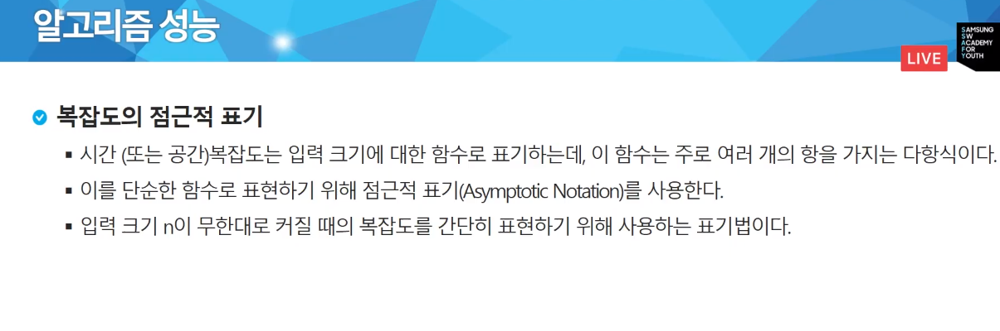 알고리즘 성능
LIVE
SAMSUNG
SW
ACADEMY
FOR
YOUTH
복잡도의 점근적 표기
▪ 시간 (또는 공간)복잡도는 입력 크기에 대한 함수로 표기하는데, 이 함수는 주로 여러 개의 항을 가지는 다항식이다.
▪ 이를 단순한 함수로 표현하기 위해 점근적 표기(Asymptotic Notation)를 사용한다.
▪ 입력 크기 n이 무한대로 커질 때의 복잡도를 간단히 표현하기 위해 사용하는 표기법이다.